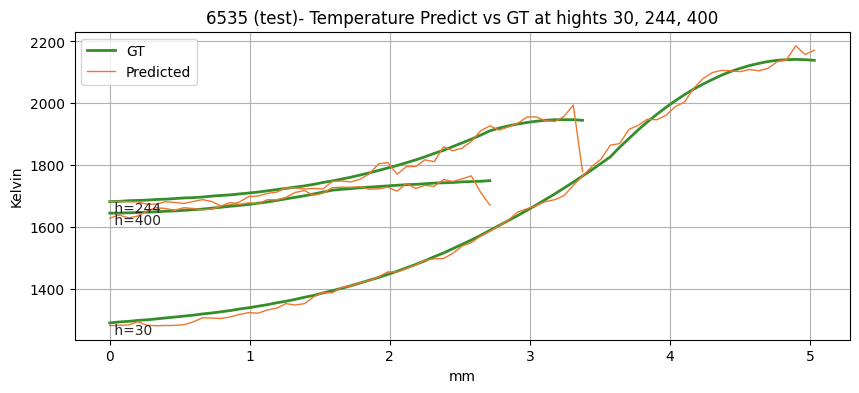 6535 (test)- Temperature Predict vs GT at hights 30, 244, 400
GT
Predicted
2200
2000
1800
1600
1400
Kelvin
h=244
h=400
h=30
0 1 2 3 4 5
mm